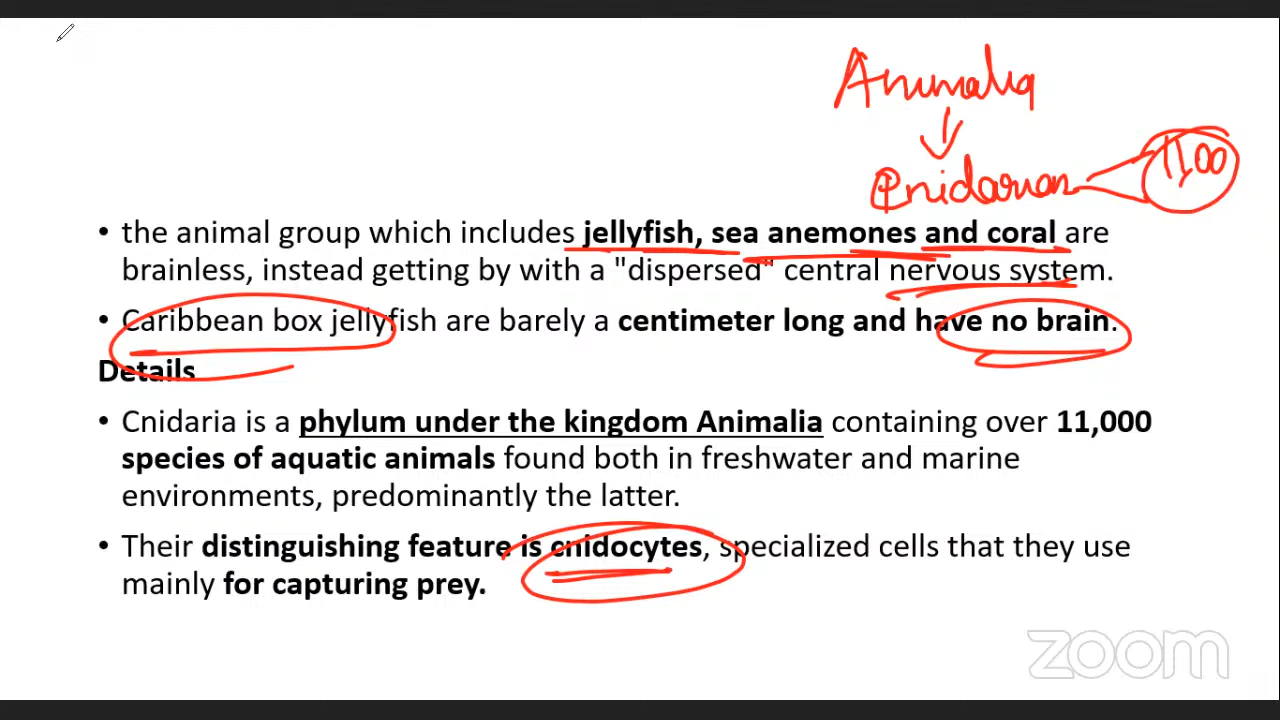 Animalia
Cnidarian
11,00
• the animal group which includes jellyfish, sea anemones and coral are
brainless, instead getting by with a "dispersed" central nervous system.
• Caribbean box jellyfish are barely a centimeter long and have no brain.
Details
• Cnidaria is a phylum under the kingdom Animalia containing over 11,000
species of aquatic animals found both in freshwater and marine
environments, predominantly the latter.
• Their distinguishing feature is cnidocytes, specialized cells that they use
mainly for capturing prey.
zoom